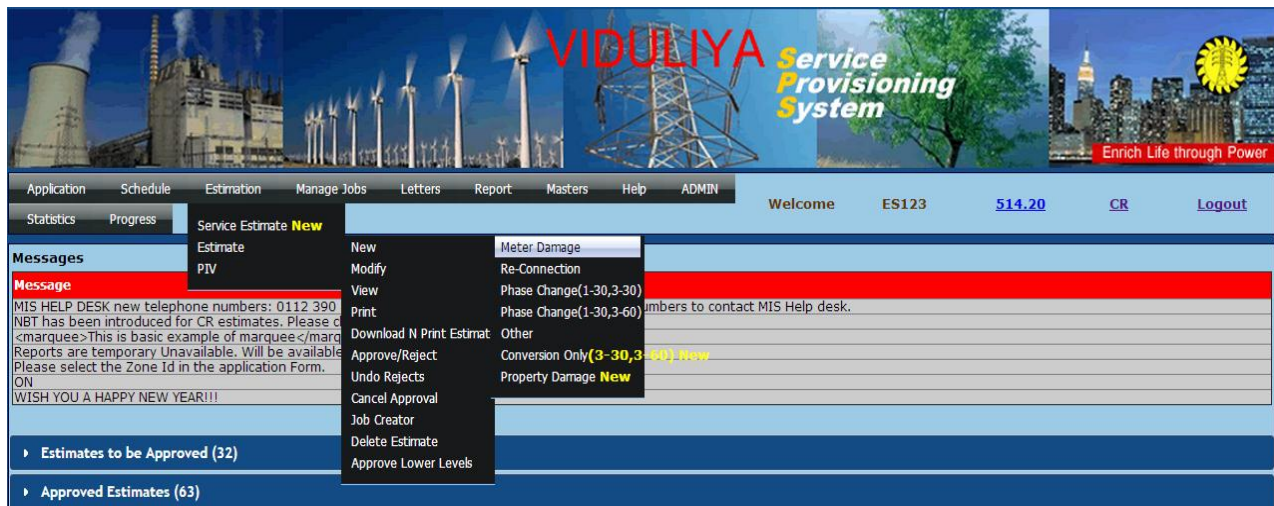 VIDULIYA
Service
Provisioning
System
Enrich Life through Power
Application Schedule Estimation Manage Jobs Letters Report Masters Help ADMIN
Statistics Progress
Welcome ES123 514.20 CR Logout
Service Estimate New
Estimate
PIV
New
Modify
View
Print
Download N Print Estimat
Approve/Reject
Undo Rejects
Cancel Approval
Job Creator
Delete Estimate
Approve Lower Levels
Meter Damage
Re-Connection
Phase Change(1-30,3-30)
Phase Change(1-30,3-60)
Other
Conversion Only(3-30,3-60) New
Property Damage New
Messages
Message
MIS HELP DESK new telephone numbers: 0112 390 umbers to contact MIS Help desk.
NBT has been introduced for CR estimates. Please
<marquee>This is basic example of marquee</marq
Reports are temporary Unavailable. Will be available
Please select the Zone Id in the application Form.
ON
WISH YOU A HAPPY NEW YEAR!!!
Estimates to be Approved (32)
Approved Estimates (63)